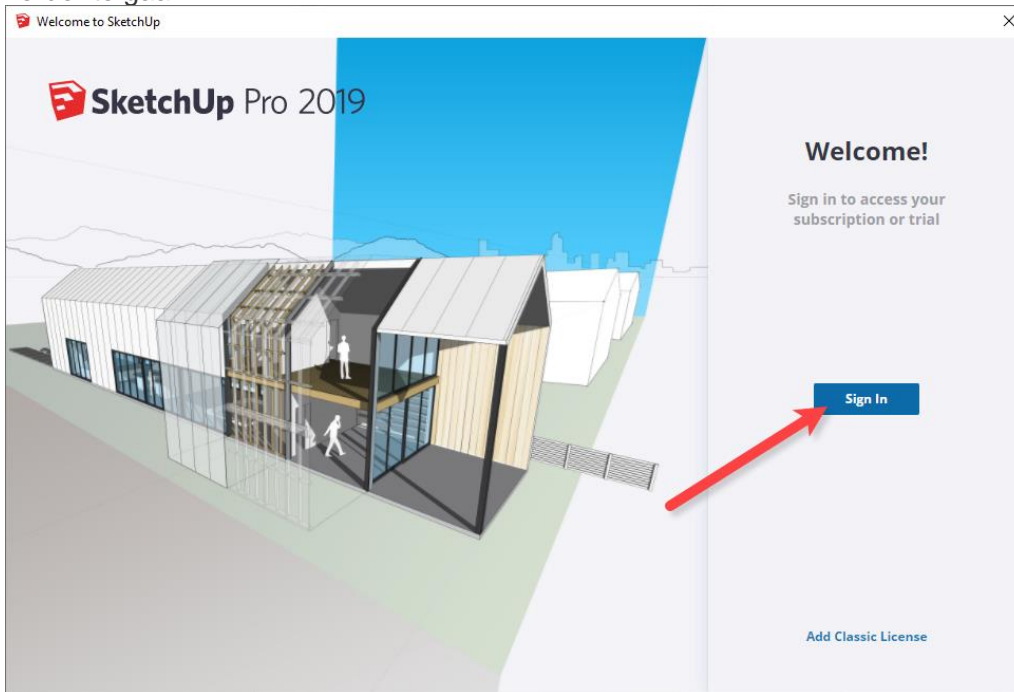 Welcome to SketchUp
SketchUp Pro 2019
Welcome!
Sign in to access your
subscription or trial
Sign In
Add Classic License